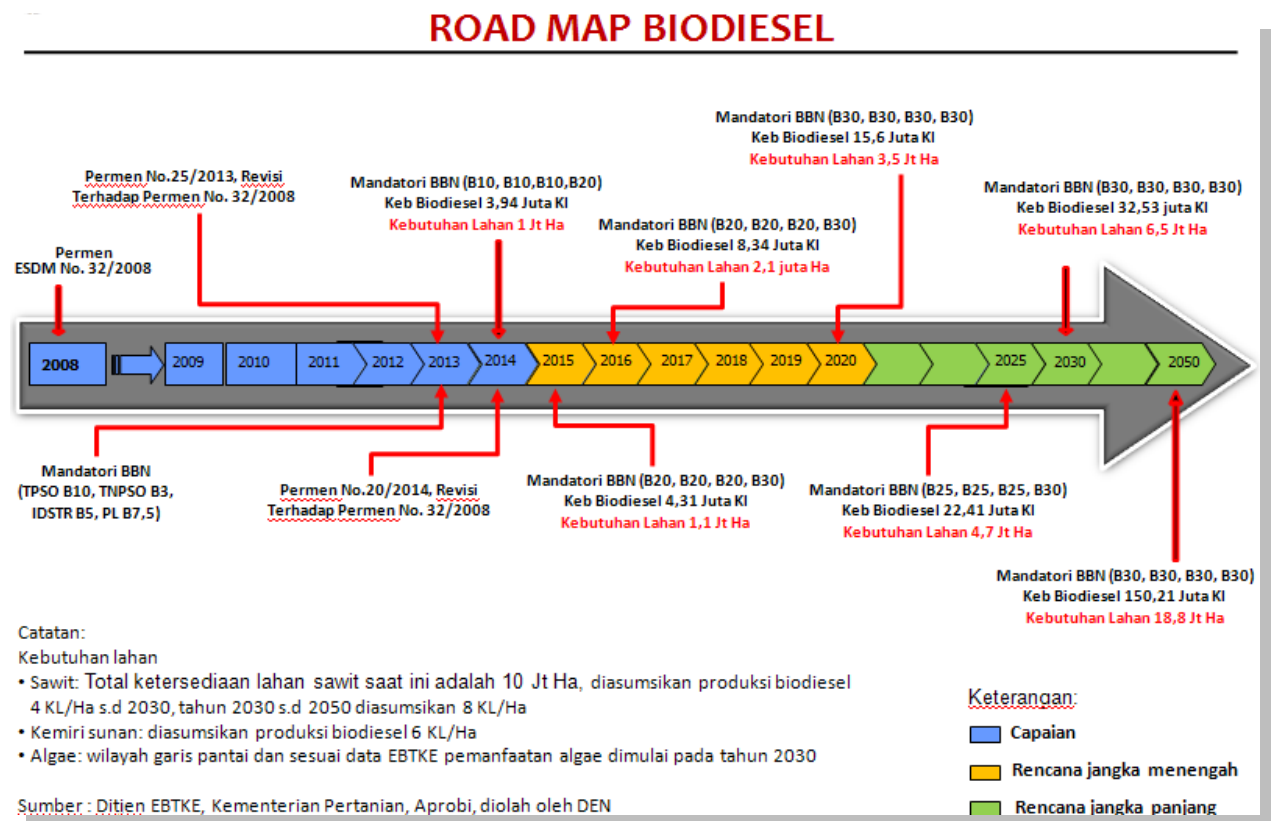 ROAD MAP BIODIESEL
Mandatori BBN (B30, B30, B30, B30)
Keb Biodiesel 15,6 Juta Kl
Kebutuhan Lahan 3,5 Jt Ha
Permen No.25/2013, Revisi
Terhadap Permen No. 32/2008
Mandatori BBN (B10, B10,B10,B20)
Keb Biodiesel 3,94 Juta Kl
Kebutuhan Lahan 1 Jt Ha
Mandatori BBN (B30, B30, B30, B30)
Keb Biodiesel 32,53 juta Kl
Kebutuhan Lahan 6,5 Jt Ha
Mandatori BBN (B20, B20, B20, B30)
Keb Biodiesel 8,34 Juta Kl
Kebutuhan Lahan 2,1 juta Ha
Permen
ESDM No. 32/2008
2008
2009
2010
2011
2012
2013
2014
2015
2016
2017
2018
2019
2020
2025
2030
2050
Mandatori BBN
(TPSO B10, TNPSO B3,
IDSTR B5, PL B7,5)
Permen No.20/2014, Revisi
Terhadap Permen No. 32/2008
Mandatori BBN (B20, B20, B20, B30)
Keb Biodiesel 4,31 Juta Kl
Kebutuhan Lahan 1,1 Jt Ha
Mandatori BBN (B25, B25, B25, B30)
Keb Biodiesel 22,41 Juta Kl
Kebutuhan Lahan 4,7 Jt Ha
Mandatori BBN (B30, B30, B30, B30)
Keb Biodiesel 150,21 Juta Kl
Kebutuhan Lahan 18,8 Jt Ha
Catatan:
Kebutuhan lahan
• Sawit: Total ketersediaan lahan sawit saat ini adalah 10 Jt Ha, diasumsikan produksi biodiesel
4 KL/Ha s.d 2030, tahun 2030 s.d 2050 diasumsikan 8 KL/Ha
• Kemiri sunan: diasumsikan produksi biodiesel 6 KL/Ha
• Algae: wilayah garis pantai dan sesuai data EBTKE pemanfaatan algae dimulai pada tahun 2030
Sumber : Ditjen EBTKE, Kementerian Pertanian, Aprobi, diolah oleh DEN
Keterangan:
Capaian
Rencana jangka menengah
Rencana jangka panjang